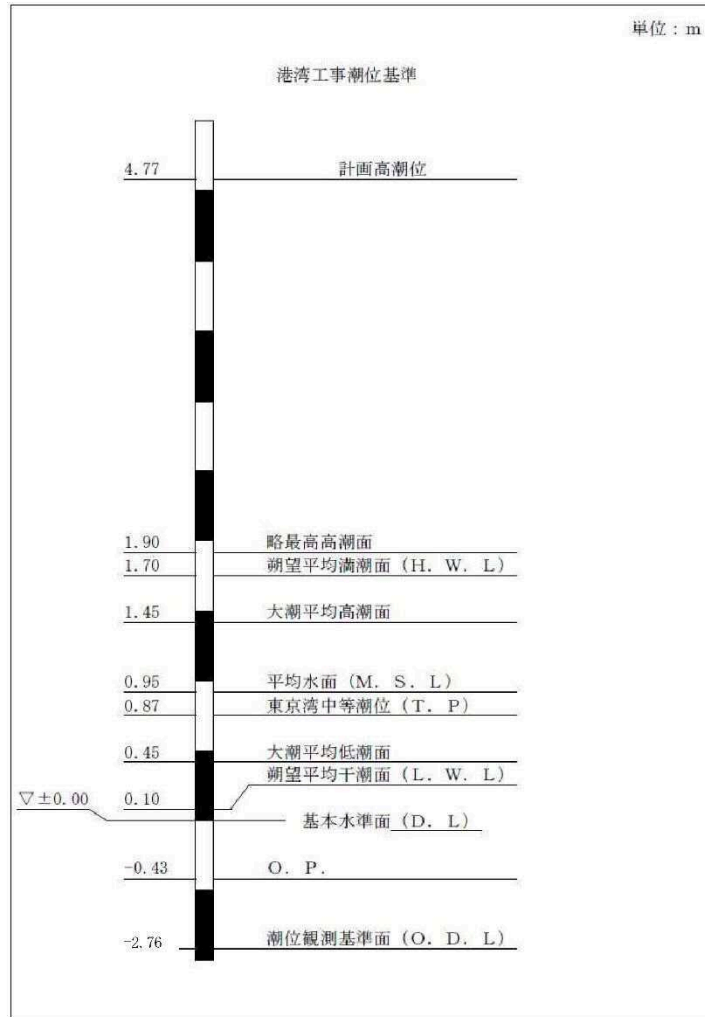 単位：m
港湾工事潮位基準
4.77 計画高潮位
1.90 略最高高潮面
1.70 朔望平均満潮面（H．W．L）
1.45 大潮平均高潮面
0.95 平均水面（M．S．L）
0.87 東京湾中等潮位（T．P）
0.45 大潮平均低潮面
朔望平均干潮面（L．W．L）
▽±0.00 0.10
基本水準面（D．L）
-0.43 O．P．
-2.76 潮位観測基準面（O．D．L）